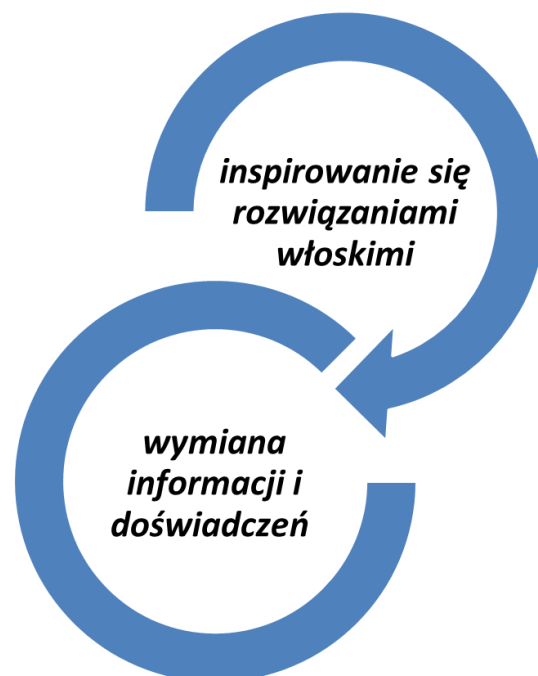 inspirowanie się
rozwiązaniami
włoskimi
wymiana
informacji i
doświadczeń